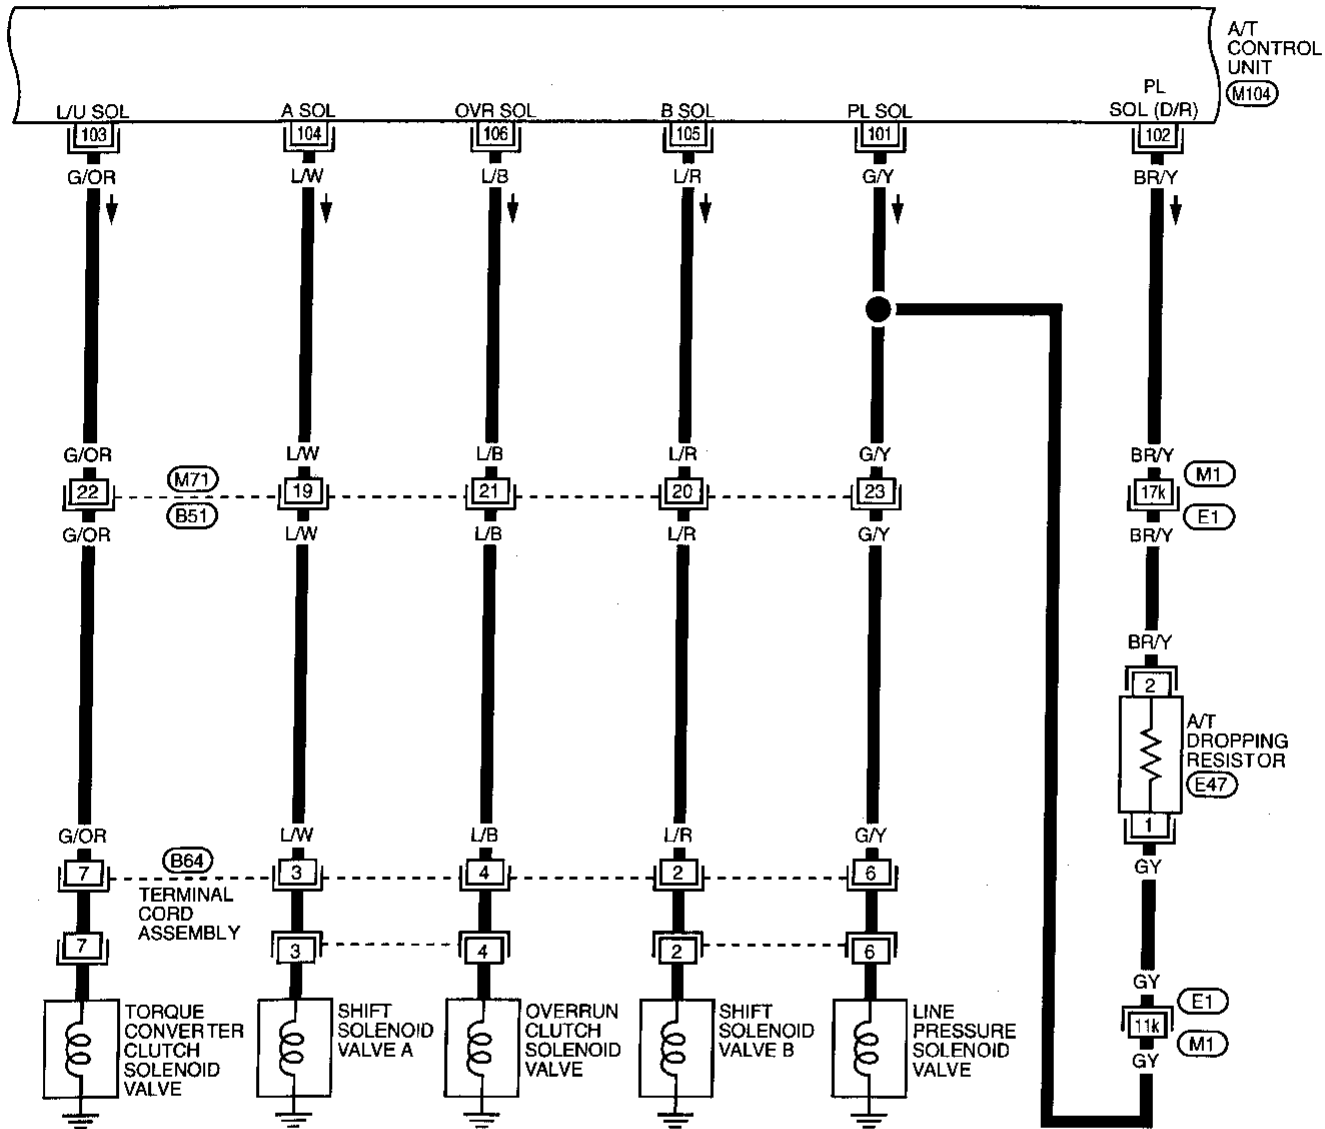 A/T
CONTROL
UNIT
M104
L/U SOL
A SOL
OVR SOL
B SOL
PL SOL
PL
SOL (D/R)
103
104
106
105
101
102
G/OR
L/W
L/B
L/R
G/Y
BR/Y
G/OR
L/W
L/B
L/R
G/Y
BR/Y
22
M71
B51
19
21
20
23
17k
M1
E1
G/OR
L/W
L/B
L/R
G/Y
BR/Y
BR/Y
2
A/T
DROPPING
RESISTOR
E47
1
G/OR
L/W
L/B
L/R
G/Y
GY
7
B64
3
4
2
6
TERMINAL
CORD
ASSEMBLY
7
3
4
2
6
GY
11k
E1
M1
GY
TORQUE
CONVERTER
CLUTCH
SOLENOID
VALVE
SHIFT
SOLENOID
VALVE A
OVERRUN
CLUTCH
SOLENOID
VALVE
SHIFT
SOLENOID
VALVE B
LINE
PRESSURE
SOLENOID
VALVE